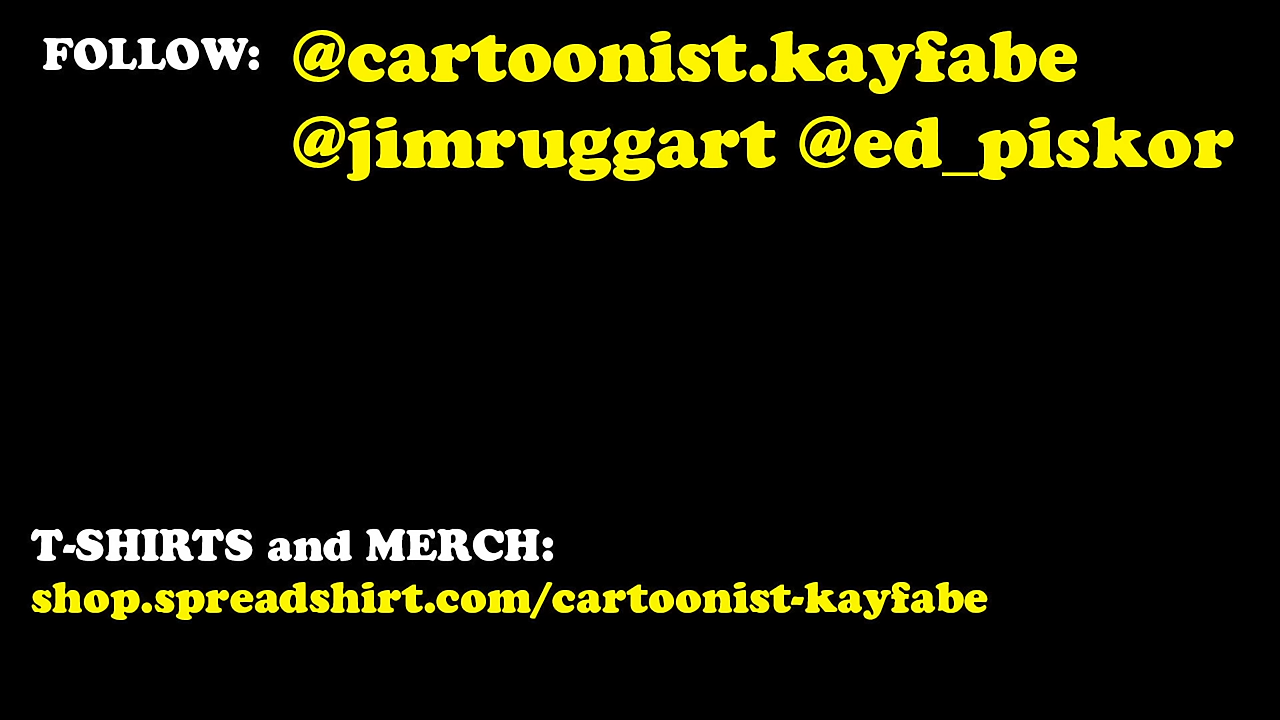 FOLLOW: @cartoonist.kayfabe
@jimruggart @ed_piskor
T-SHIRTS and MERCH:
shop.spreadshirt.com/cartoonist-kayfabe